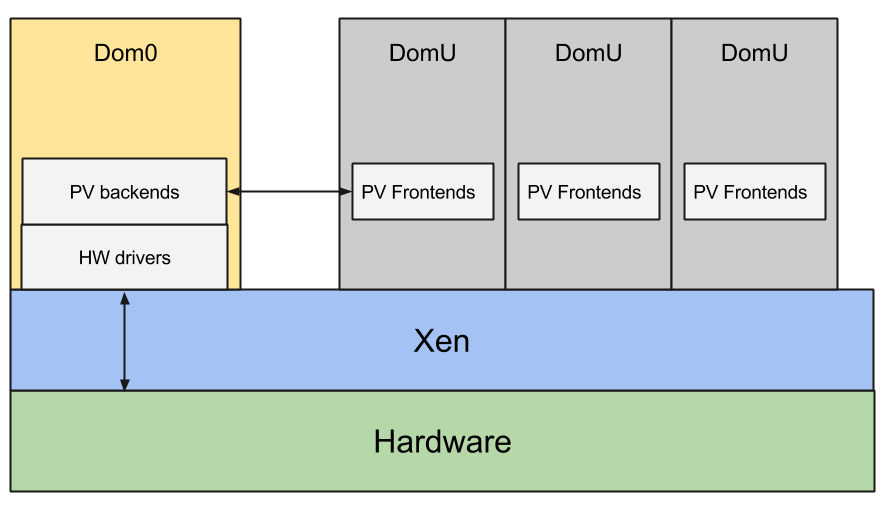 Dom0
DomU
DomU
DomU
PV backends
PV Frontends
PV Frontends
PV Frontends
HW drivers
Xen
Hardware